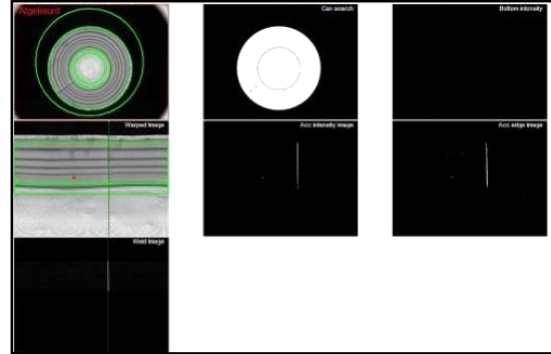 Afgekeurd
Can search
Bottom intensity
Warped image
Acc intensity image
Acc edge image
Weld image